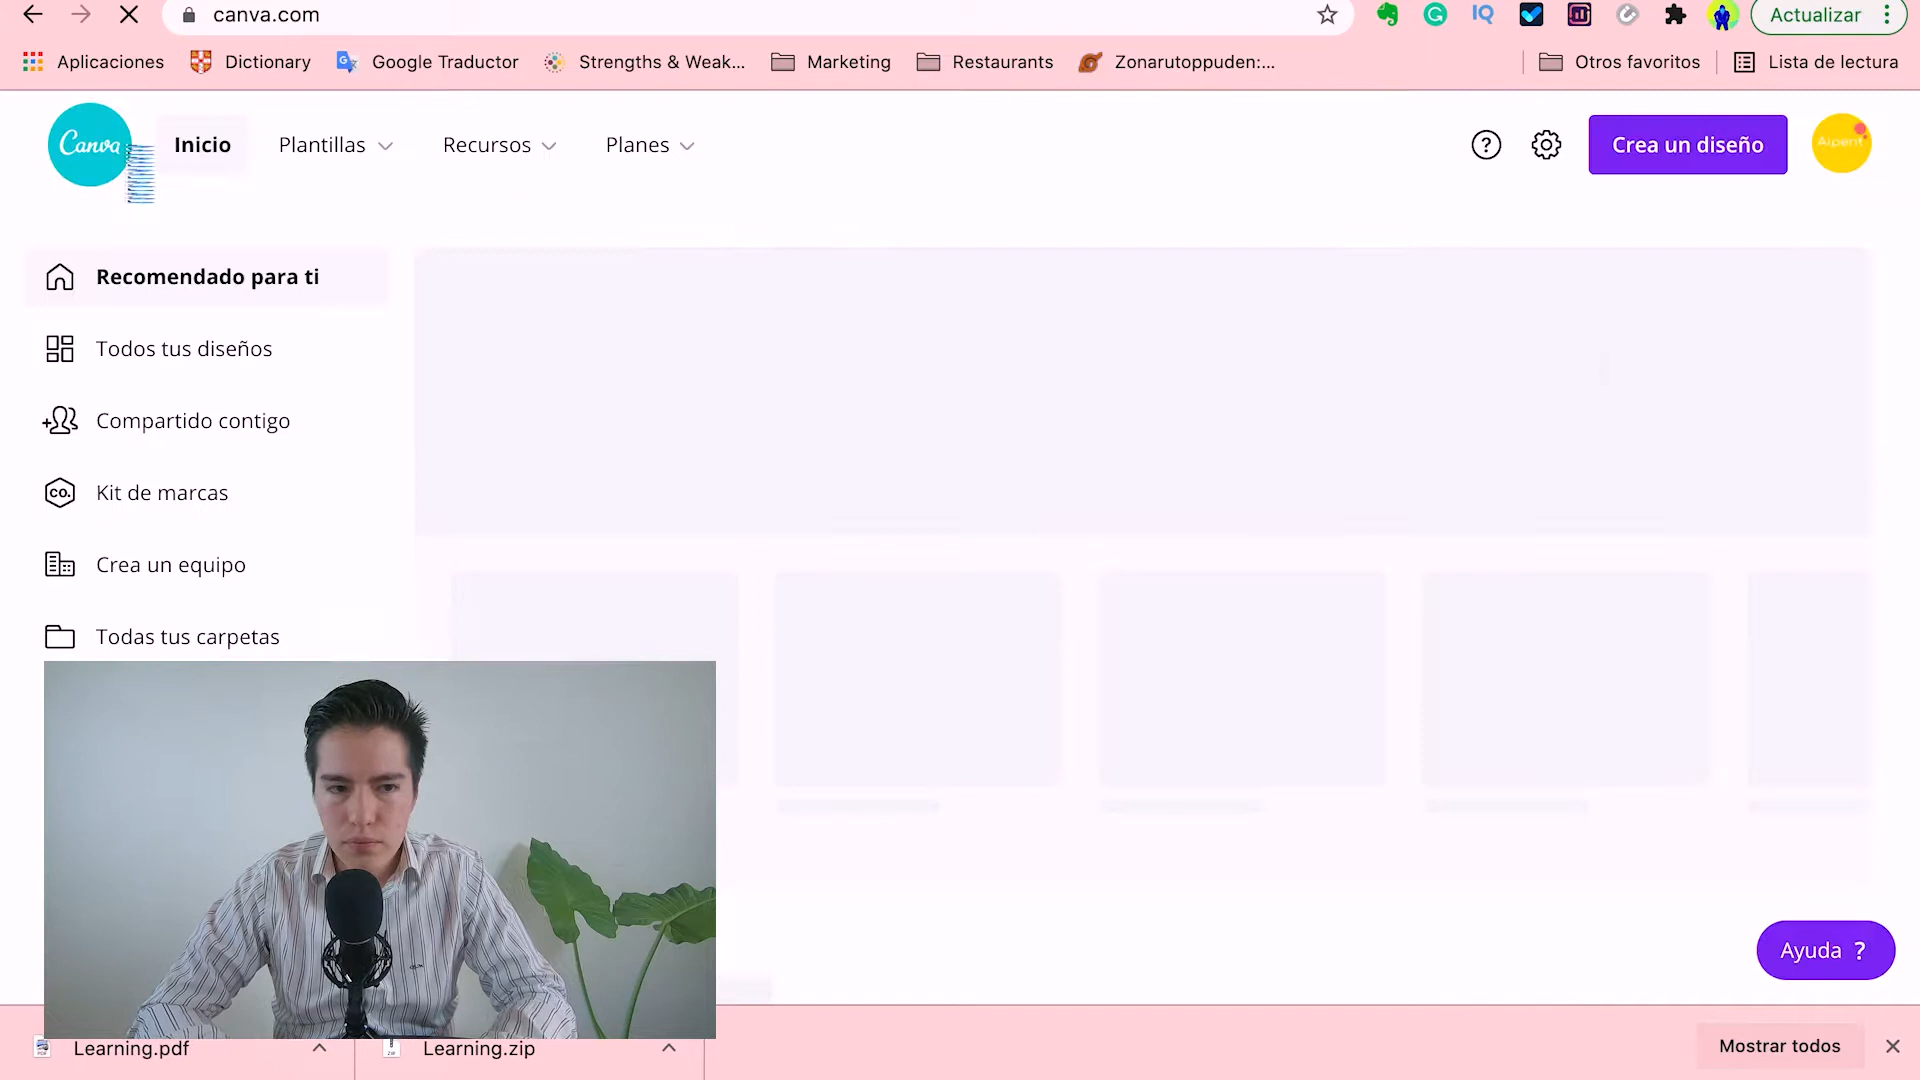 canva.com
Actualizar
Aplicaciones
Dictionary
Google Traductor
Strengths & Weak...
Marketing
Restaurants
Zonarutoppuden:...
Otros favoritos
Lista de lectura
Canva
Inicio
Plantillas
Recursos
Planes
Crea un diseño
Recomendado para ti
Todos tus diseños
Compartido contigo
CO.
Kit de marcas
Crea un equipo
Todas tus carpetas
Ayuda ?
Learning.pdf
Learning.zip
Mostrar todos